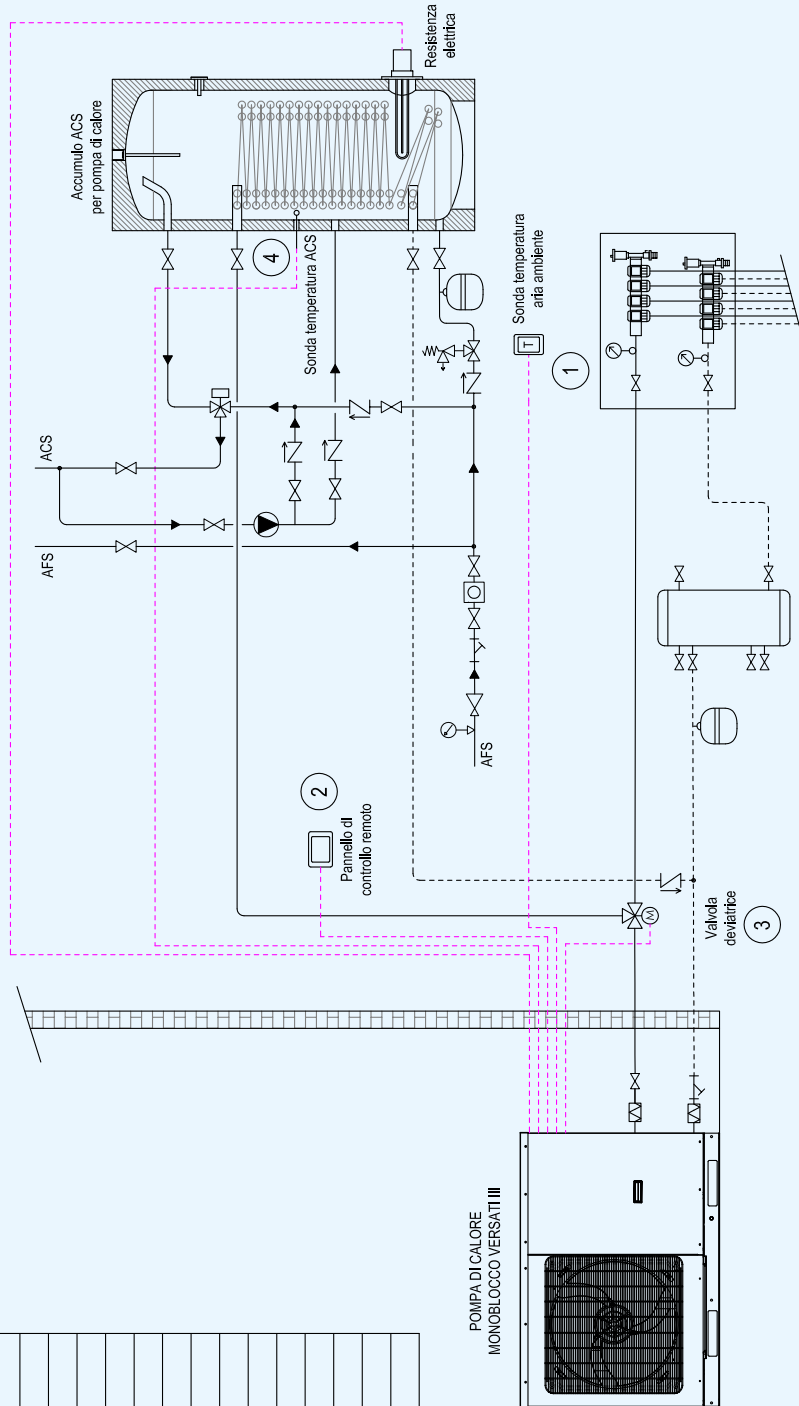 Accumulo ACS
per pompa di calore
Resistenza
elettrica
4
Sonda temperatura ACS
ACS
AFS
AFS
Sonda temperatura
aria ambiente
T
1
2
Pannello di
controllo remoto
M
Valvola
deviatrice
3
POMPA DI CALORE
MONOBLOCCO VERSATI III